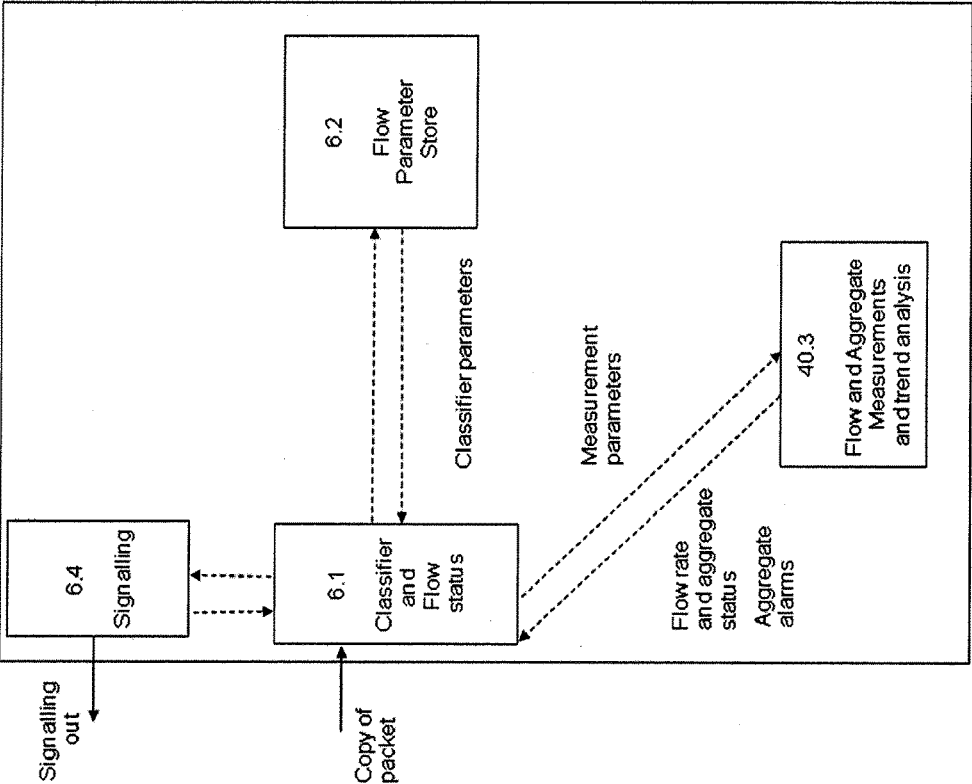 Signalling
out
6.4
Signalling
Copy of
packet
6.1
Classifier
and
Flow
status
Classifier parameters
6.2
Flow
Parameter
Store
Flow rate
and aggregate
status
Aggregate
alarms
Measurement
parameters
40.3
Flow and Aggregate
Measurements
and trend analysis